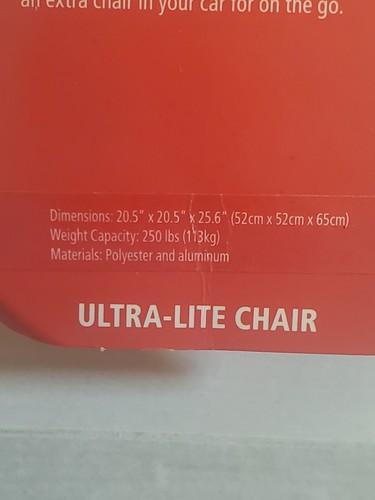 an extra chair in your car for on the go.
Dimensions: 20.5" x 20.5" x 25.6" (52cm x 52cm x 65cm)
Weight Capacity: 250 lbs (113kg)
Materials: Polyester and aluminum
ULTRA-LITE CHAIR